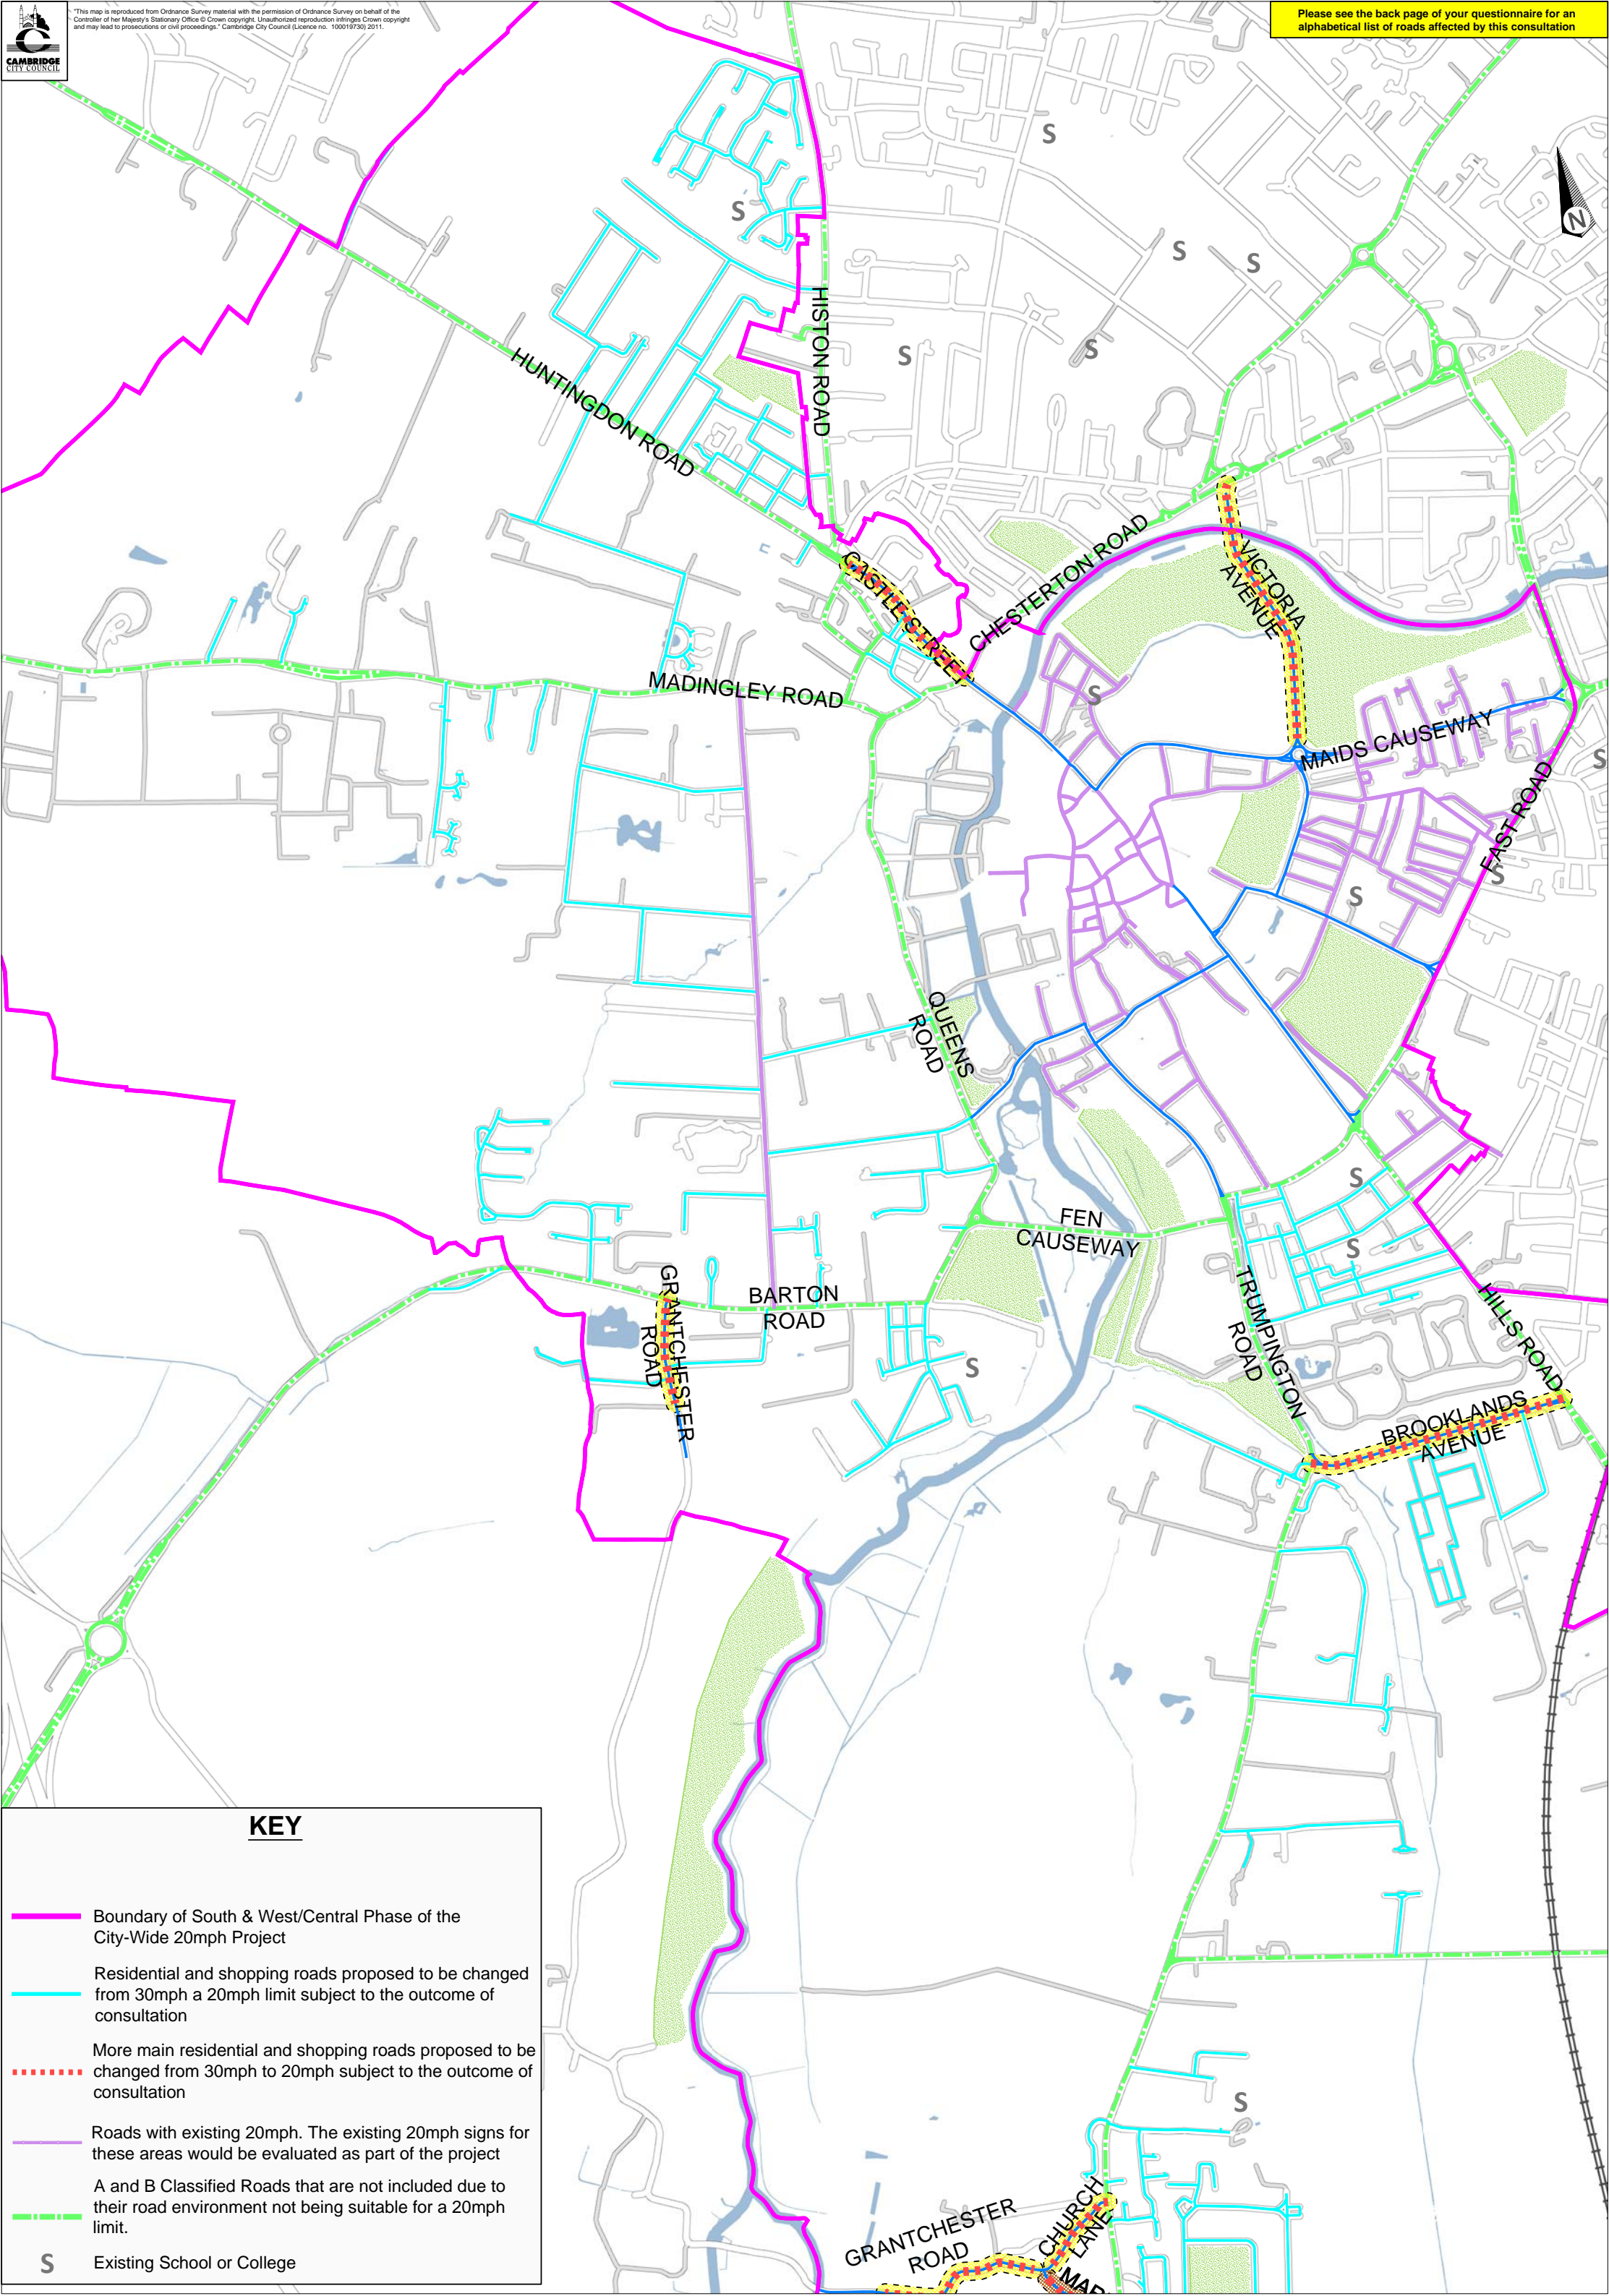 CAMBRIDGE
CITY COUNCIL
"This map is reproduced from Ordnance Survey material with the permission of Ordnance Survey on behalf of the
Controller of her Majesty's Stationary Office © Crown copyright. Unauthorized reproduction infringes Crown copyright
and may lead to prosecutions or civil proceedings." Cambridge City Council (Licence no. 100019730) 2011.
Please see the back page of your questionnaire for an
alphabetical list of roads affected by this consultation
S
N
S
S
S
HISTON ROAD
S
S
HUNTINGDON ROAD
CHESTERTON ROAD
VICTORIA
AVENUE
CASTLE STREET
MADINGLEY ROAD
S
MAIDS CAUSEWAY
S
EAST ROAD
S
S
QUEENS
ROAD
S
FEN
CAUSEWAY
S
GRANTCHESTER
ROAD
BARTON
ROAD
TRUMPINGTON
ROAD
HILLS ROAD
S
BROOKLANDS
AVENUE
S
CHURCH
LANE
GRANTCHESTER
ROAD
KEY
Boundary of South & West/Central Phase of the
City-Wide 20mph Project
Residential and shopping roads proposed to be changed
from 30mph a 20mph limit subject to the outcome of
consultation
More main residential and shopping roads proposed to be
changed from 30mph to 20mph subject to the outcome of
consultation
Roads with existing 20mph. The existing 20mph signs for
these areas would be evaluated as part of the project
A and B Classified Roads that are not included due to
their road environment not being suitable for a 20mph
limit.
S Existing School or College